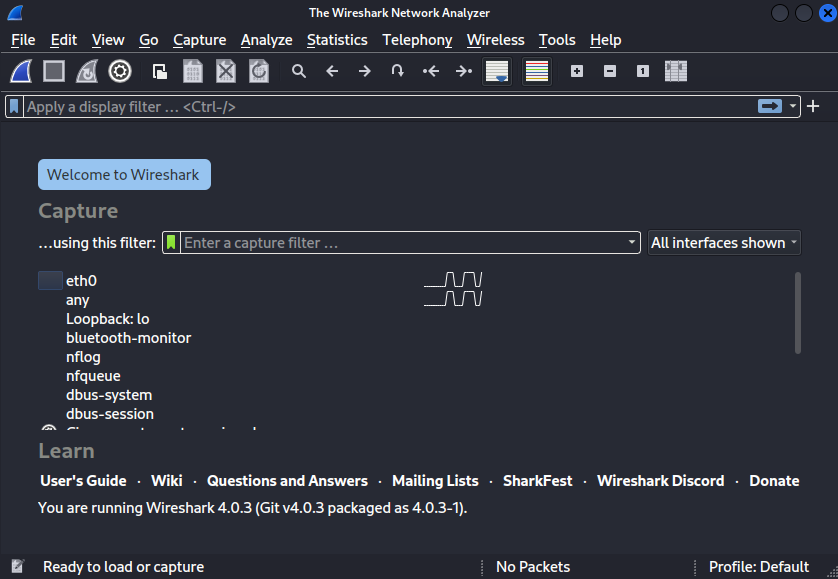 The Wireshark Network Analyzer
File Edit View Go Capture Analyze Statistics Telephony Wireless Tools Help
Apply a display filter … <Ctrl-/>
Welcome to Wireshark
Capture
…using this filter: Enter a capture filter … All interfaces shown
eth0
any
Loopback: lo
bluetooth-monitor
nflog
nfqueue
dbus-system
dbus-session
Learn
User's Guide · Wiki · Questions and Answers · Mailing Lists · SharkFest · Wireshark Discord · Donate
You are running Wireshark 4.0.3 (Git v4.0.3 packaged as 4.0.3-1).
Ready to load or capture No Packets Profile: Default